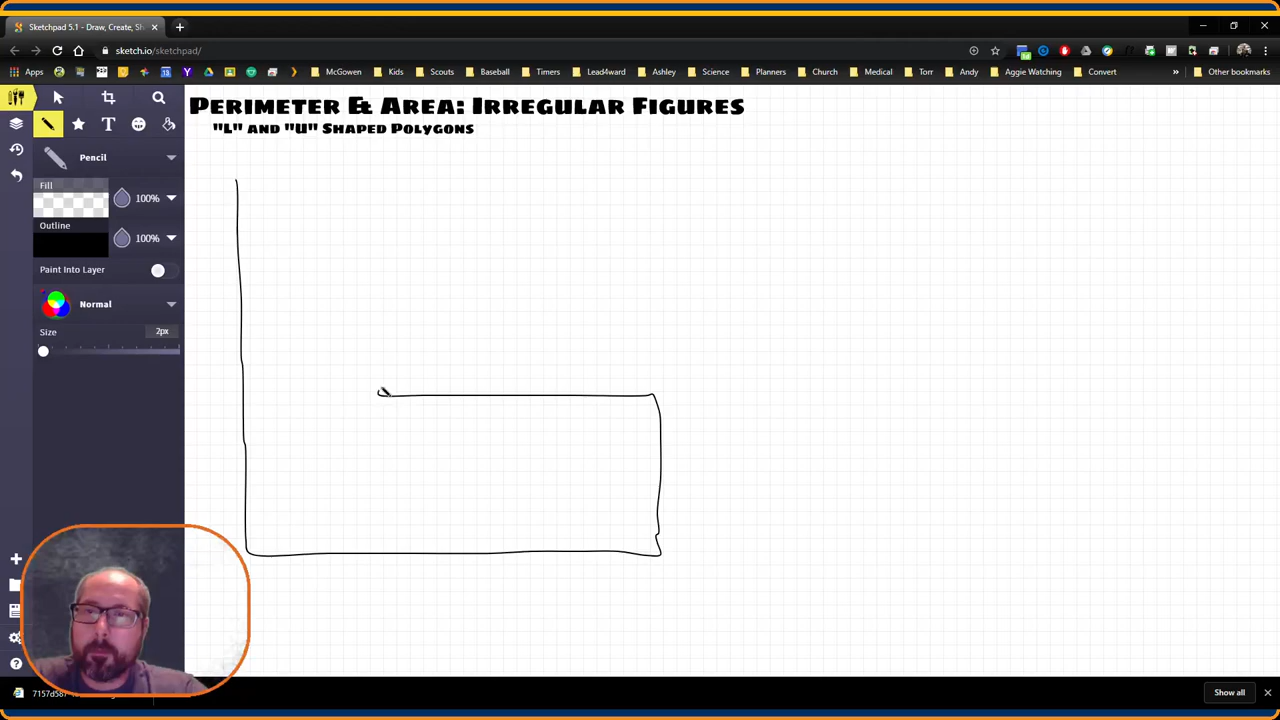 Sketchpad 5.1 - Draw, Create, Sh
sketch.io/sketchpad/
Apps
McGowen
Kids
Scouts
Baseball
Timers
Lead4ward
Ashley
Science
Planners
Church
Medical
Torr
Andy
Aggie Watching
Convert
»
Other bookmarks
Perimeter & Area: Irregular Figures
"L" and "U" Shaped Polygons
Pencil
Fill
100%
Outline
100%
Paint Into Layer
Normal
Size
2px
Show all